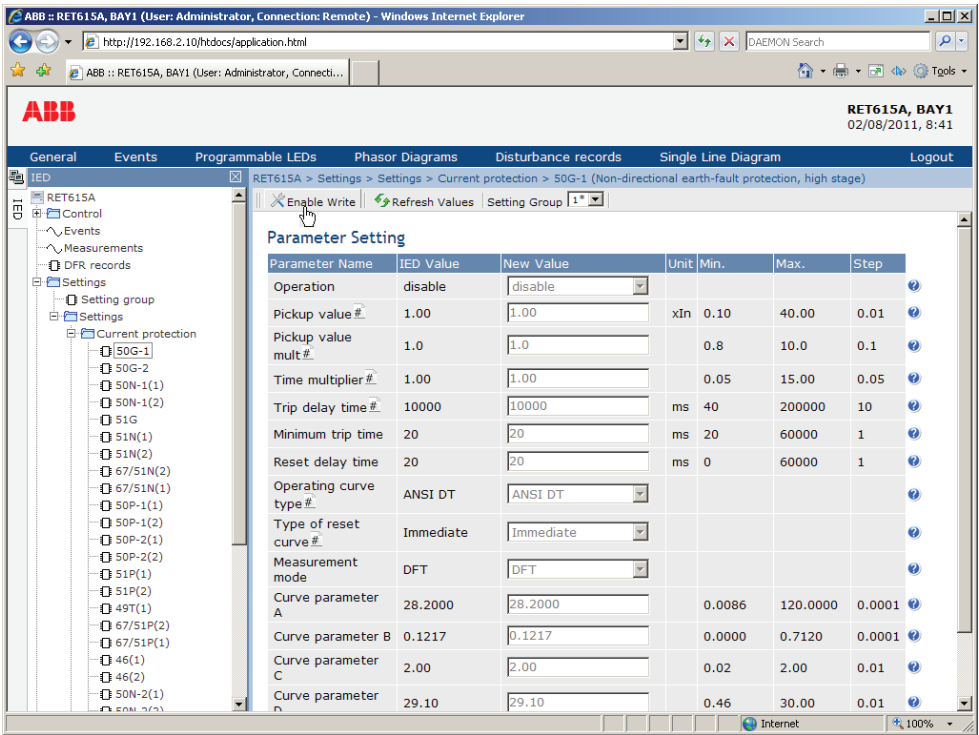 ABB :: RET615A, BAY1 (User: Administrator, Connection: Remote) - Windows Internet Explorer
http://192.168.2.10/htdocs/application.html
DAEMON Search
ABB :: RET615A, BAY1 (User: Administrator, Connecti...
Tools
ABB
RET615A, BAY1
02/08/2011, 8:41
General Events Programmable LEDs Phasor Diagrams Disturbance records Single Line Diagram Logout
IED
RET615A > Settings > Settings > Current protection > 50G-1 (Non-directional earth-fault protection, high stage)
IED
RET615A
Control
Events
Measurements
DFR records
Settings
Setting group
Settings
Current protection
50G-1
50G-2
50N-1(1)
50N-1(2)
51G
51N(1)
51N(2)
67/51N(2)
67/51N(1)
50P-1(1)
50P-1(2)
50P-2(1)
50P-2(2)
51P(1)
51P(2)
49T(1)
67/51P(2)
67/51P(1)
46(1)
46(2)
50N-2(1)
50N-2(2)
Enable Write Refresh Values Setting Group 1*
Parameter Setting
Parameter Name IED Value New Value Unit Min. Max. Step
Operation disable disable
Pickup value # 1.00 1.00 xIn 0.10 40.00 0.01
Pickup value
mult # 1.0 1.0 0.8 10.0 0.1
Time multiplier # 1.00 1.00 0.05 15.00 0.05
Trip delay time # 10000 10000 ms 40 200000 10
Minimum trip time 20 20 ms 20 60000 1
Reset delay time 20 20 ms 0 60000 1
Operating curve
type # ANSI DT ANSI DT
Type of reset
curve # Immediate Immediate
Measurement
mode DFT DFT
Curve parameter
A 28.2000 28.2000 0.0086 120.0000 0.0001
Curve parameter B 0.1217 0.1217 0.0000 0.7120 0.0001
Curve parameter
C 2.00 2.00 0.02 2.00 0.01
Curve parameter
D 29.10 29.10 0.46 30.00 0.01
Internet 100%